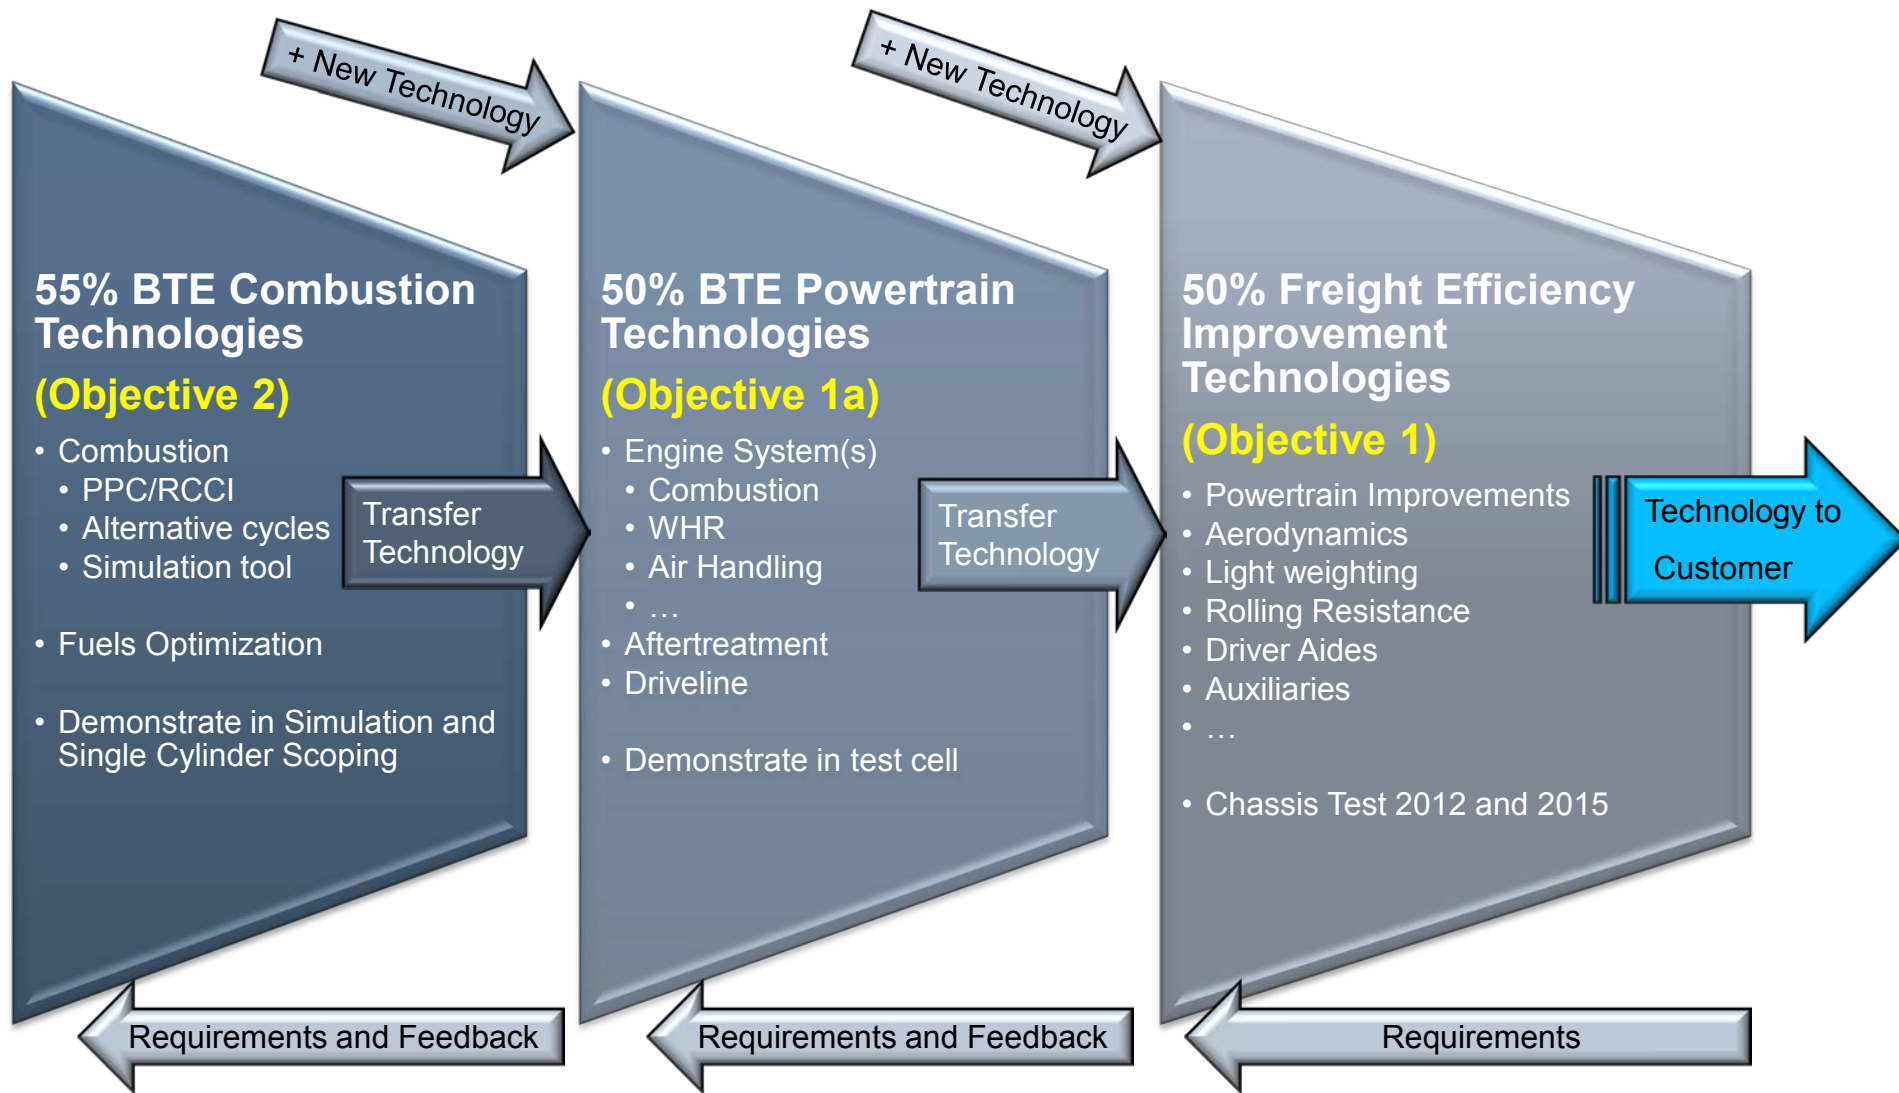 + New Technology
+ New Technology
55% BTE Combustion
Technologies
(Objective 2)
• Combustion
• PPC/RCCI
• Alternative cycles
• Simulation tool
• Fuels Optimization
• Demonstrate in Simulation and
Single Cylinder Scoping
Transfer
Technology
50% BTE Powertrain
Technologies
(Objective 1a)
• Engine System(s)
• Combustion
• WHR
• Air Handling
• …
• Aftertreatment
• Driveline
• Demonstrate in test cell
Transfer
Technology
50% Freight Efficiency
Improvement
Technologies
(Objective 1)
• Powertrain Improvements
• Aerodynamics
• Light weighting
• Rolling Resistance
• Driver Aides
• Auxiliaries
• …
• Chassis Test 2012 and 2015
Technology to
Customer
Requirements and Feedback
Requirements and Feedback
Requirements